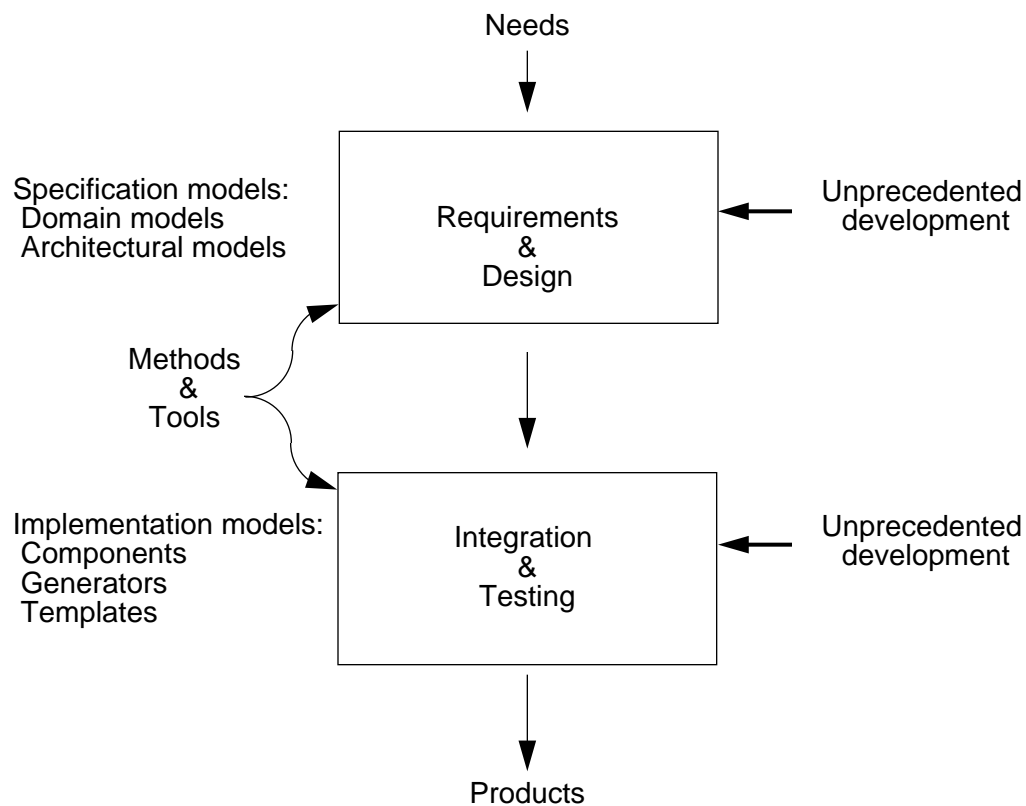 Needs
Specification models:
Domain models
Architectural models
Requirements
&
Design
Unprecedented
development
Methods
&
Tools
Implementation models:
Components
Generators
Templates
Integration
&
Testing
Unprecedented
development
Products